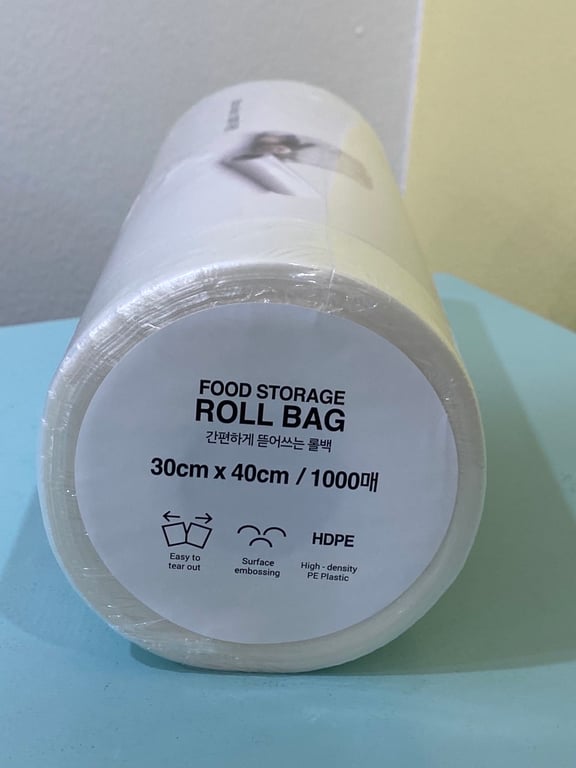 FOOD STORAGE
ROLL BAG
간편하게 뜯어쓰는 롤백
30cm x 40cm / 1000매
Easy to
tear out
Surface
embossing
HDPE
High - density
PE Plastic